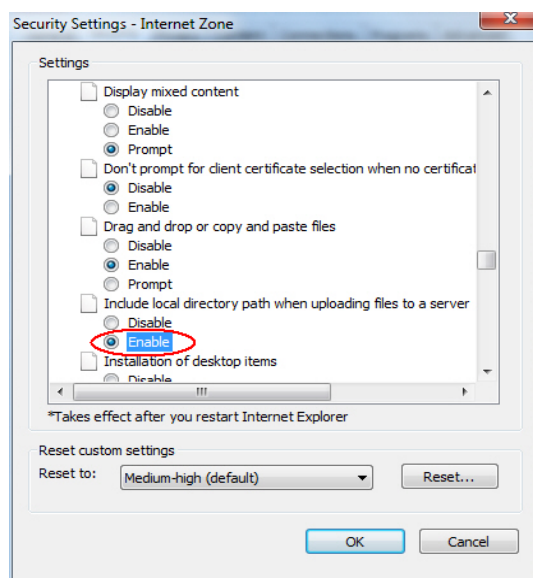 Security Settings - Internet Zone
Settings
Display mixed content
Disable
Enable
Prompt
Don't prompt for client certificate selection when no certificat
Disable
Enable
Drag and drop or copy and paste files
Disable
Enable
Prompt
Include local directory path when uploading files to a server
Disable
Enable
Installation of desktop items
Disable
*Takes effect after you restart Internet Explorer
Reset custom settings
Reset to: Medium-high (default) Reset...
OK Cancel